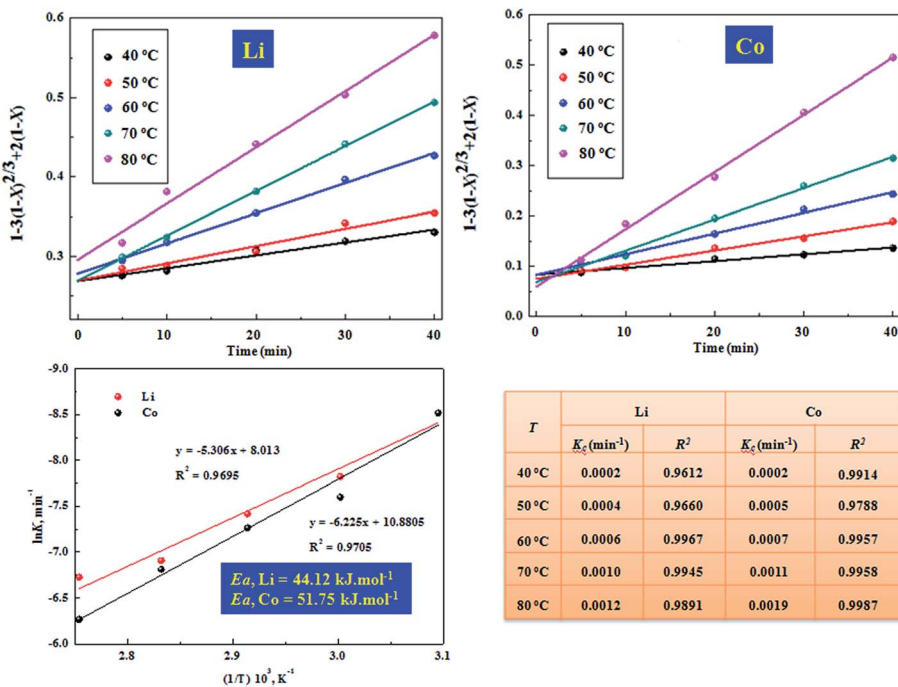 Li
1-3(1-X)^2/3+2(1-X)
0.6
0.5
0.4
0.3
40 ºC
50 ºC
60 ºC
70 ºC
80 ºC
0 10 20 30 40
Time (min)
Co
1-3(1-X)^2/3+2(1-X)
0.6
0.5
0.4
0.3
0.2
0.1
0.0
40 ºC
50 ºC
60 ºC
70 ºC
80 ºC
0 10 20 30 40
Time (min)
lnK, min^-1
-9.0
-8.5
-8.0
-7.5
-7.0
-6.5
-6.0
Li
Co
y = -5.306x + 8.013
R^2 = 0.9695
y = -6.225x + 10.8805
R^2 = 0.9705
Ea, Li = 44.12 kJ.mol^-1
Ea, Co = 51.75 kJ.mol^-1
2.8 2.9 3.0 3.1
(1/T) 10^3, K^-1
T Li Co
Kc (min^-1) R^2 Kc (min^-1) R^2
40 ºC 0.0002 0.9612 0.0002 0.9914
50 ºC 0.0004 0.9660 0.0005 0.9788
60 ºC 0.0006 0.9967 0.0007 0.9957
70 ºC 0.0010 0.9945 0.0011 0.9958
80 ºC 0.0012 0.9891 0.0019 0.9987